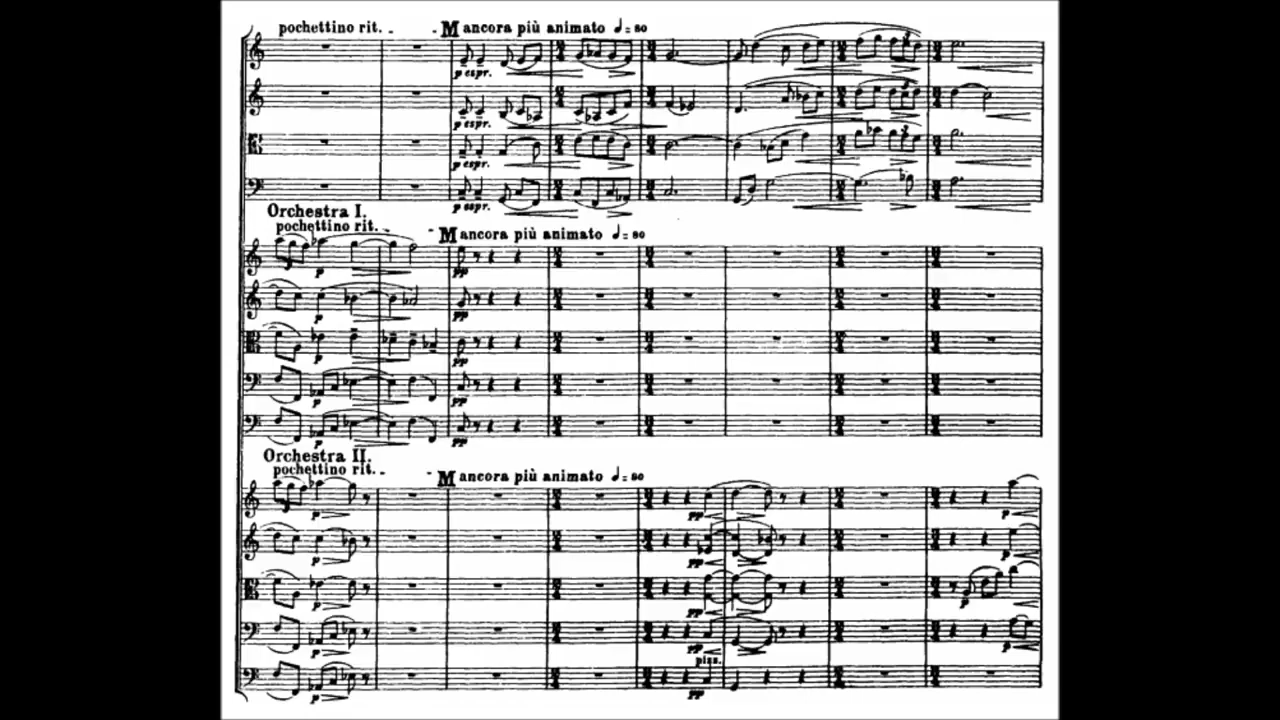 pochettino rit. - - M ancora più animato ♩=80
p espr.
p espr.
p espr.
p espr.
Orchestra I.
pochettino rit. - - M ancora più animato ♩=80
p
pp
p
pp
p
pp
p
pp
p
pp
Orchestra II.
pochettino rit. - - M ancora più animato ♩=80
p
pp
p
p
pp
p
p
pp
p
p
pp
p
pizz.
p
pp